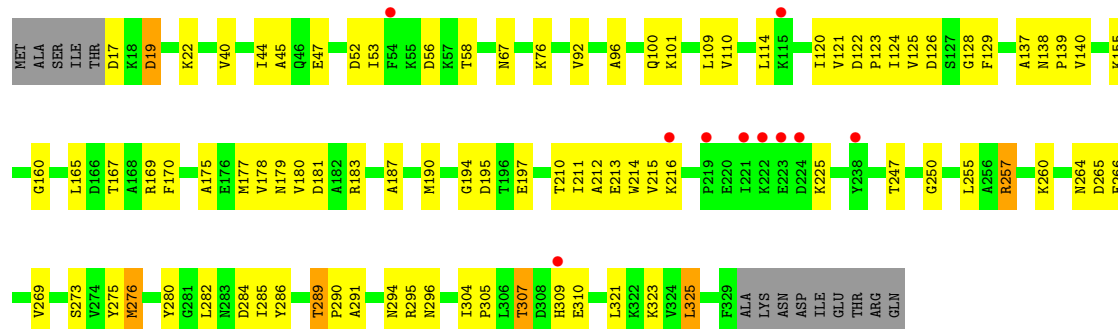 MET ALA SER ILE THR D17 K18 D19 K22 V40 I44 A45 Q46 E47 D52 I53 F54 K55 D56 K57 T58 N67 K76 V92 A96 Q100 K101 L109 V110 L114 K115 I120 V121 D122 P123 I124 V125 D126 S127 G128 F129 A137 N138 P139 V140 K155
G160 L165 D166 T167 A168 R169 F170 A175 E176 M177 V178 N179 V180 D181 A182 R183 A187 M190 G194 D195 T196 E197 T210 I211 A212 E213 W214 V215 K216 P219 E220 I221 K222 E223 D224 K225 Y238 T247 G250 L255 A256 R257 K260 N264 D265
V269 S273 V274 Y275 M276 Y280 G281 L282 N283 D284 I285 Y286 T289 P290 A291 N294 R295 N296 I304 P305 L306 T307 D308 H309 E310 L321 K322 K323 V324 L325 F329 ALA LYS ASN ASP ILE GLU THR ARG GLN